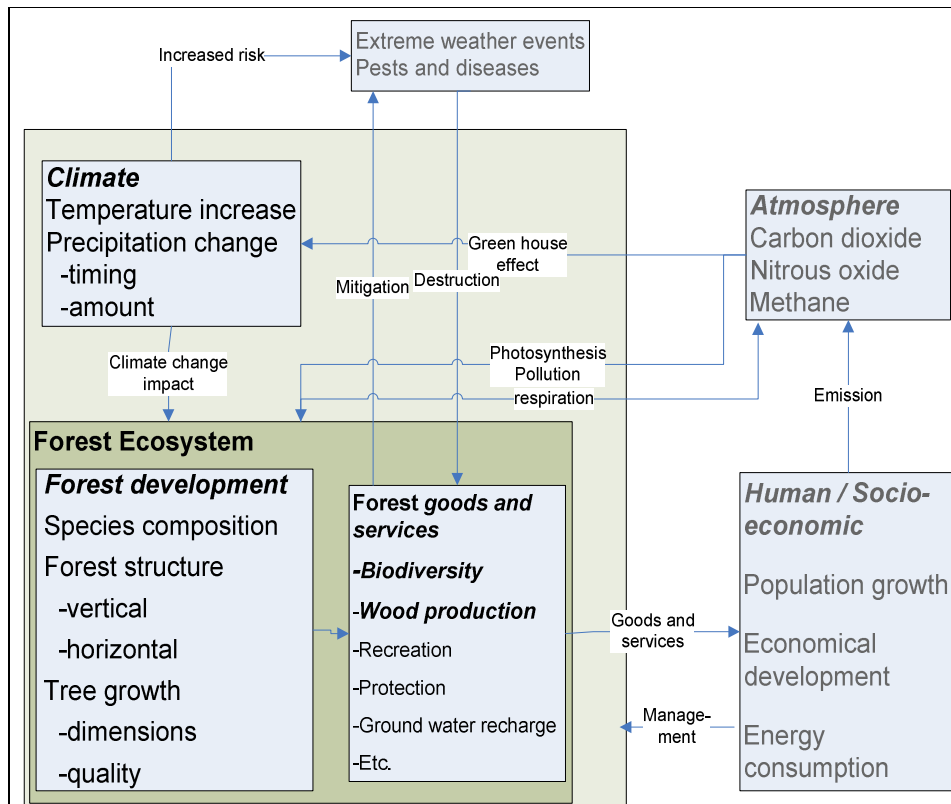 Increased risk
Extreme weather events
Pests and diseases
Climate
Temperature increase
Precipitation change
-timing
-amount
Atmosphere
Carbon dioxide
Nitrous oxide
Methane
Green house
effect
Mitigation
Destruction
Climate change
impact
Photosynthesis
Pollution
respiration
Emission
Forest Ecosystem
Forest development
Species composition
Forest structure
-vertical
-horizontal
Tree growth
-dimensions
-quality
Forest goods and
services
-Biodiversity
-Wood production
-Recreation
-Protection
-Ground water recharge
-Etc.
Goods and
services
Manage-
ment
Human / Socio-
economic
Population growth
Economical
development
Energy
consumption